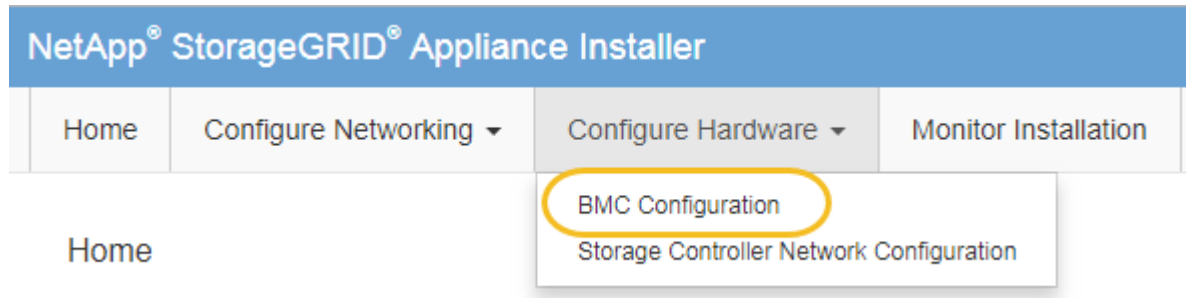 NetApp® StorageGRID® Appliance Installer
Home Configure Networking Configure Hardware Monitor Installation
BMC Configuration
Home
Storage Controller Network Configuration